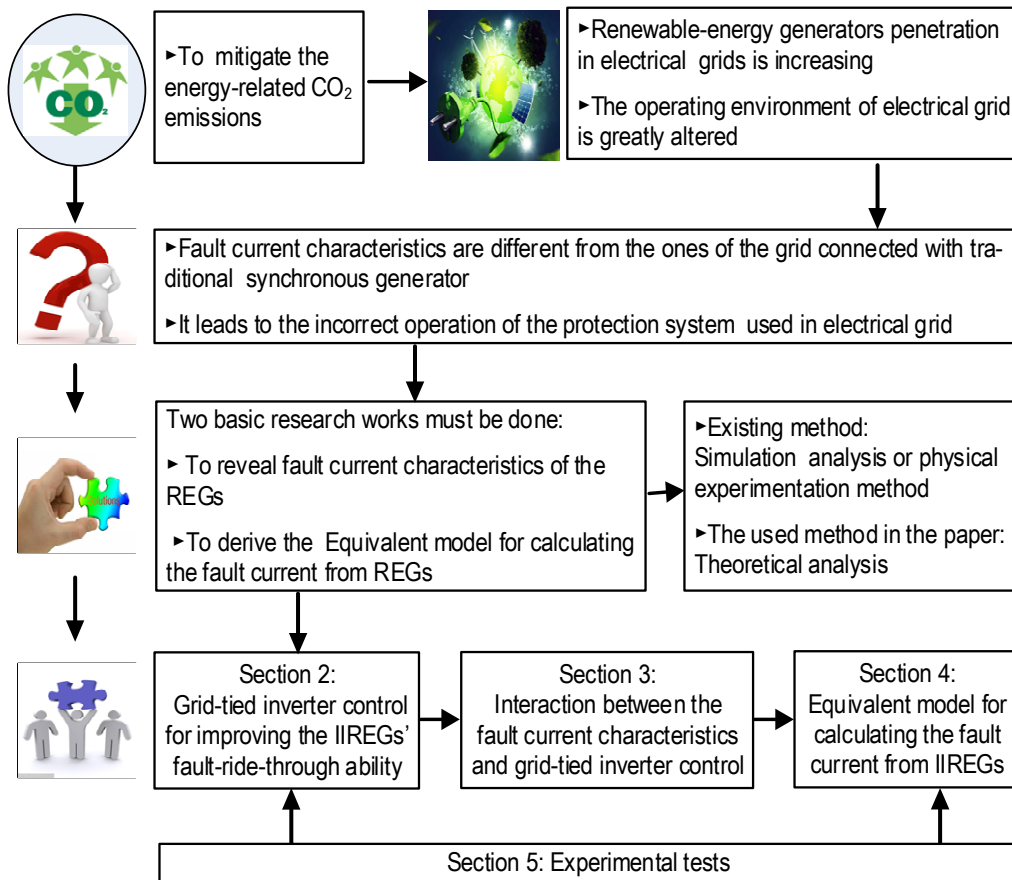 CO2
►To mitigate the
energy-related CO₂
emissions
►Renewable-energy generators penetration
in electrical grids is increasing
►The operating environment of electrical grid
is greatly altered
►Fault current characteristics are different from the ones of the grid connected with tra-
ditional synchronous generator
►It leads to the incorrect operation of the protection system used in electrical grid
Two basic research works must be done:
► To reveal fault current characteristics of the
REGs
►To derive the Equivalent model for calculating
the fault current from REGs
►Existing method:
Simulation analysis or physical
experimentation method
►The used method in the paper:
Theoretical analysis
Solutions
Section 2:
Grid-tied inverter control
for improving the IIREGs'
fault-ride-through ability
Section 3:
Interaction between the
fault current characteristics
and grid-tied inverter control
Section 4:
Equivalent model for
calculating the fault
current from IIREGs
Section 5: Experimental tests